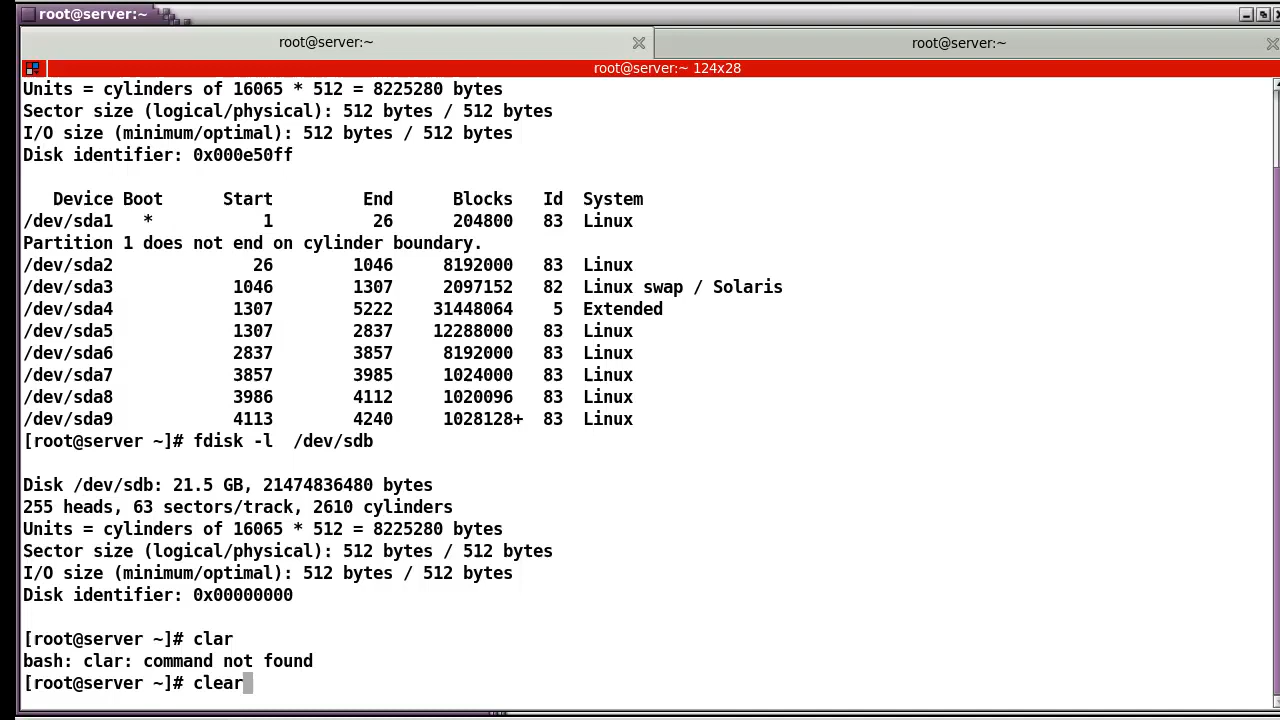 root@server:~
root@server:~
root@server:~
root@server:~ 124x28
Units = cylinders of 16065 * 512 = 8225280 bytes
Sector size (logical/physical): 512 bytes / 512 bytes
I/O size (minimum/optimal): 512 bytes / 512 bytes
Disk identifier: 0x000e50ff
   Device Boot      Start         End      Blocks   Id  System
/dev/sda1   *           1          26      204800   83  Linux
Partition 1 does not end on cylinder boundary.
/dev/sda2              26        1046     8192000   83  Linux
/dev/sda3            1046        1307     2097152   82  Linux swap / Solaris
/dev/sda4            1307        5222    31448064    5  Extended
/dev/sda5            1307        2837    12288000   83  Linux
/dev/sda6            2837        3857     8192000   83  Linux
/dev/sda7            3857        3985     1024000   83  Linux
/dev/sda8            3986        4112     1020096   83  Linux
/dev/sda9            4113        4240     1028128+  83  Linux
[root@server ~]# fdisk -l  /dev/sdb
Disk /dev/sdb: 21.5 GB, 21474836480 bytes
255 heads, 63 sectors/track, 2610 cylinders
Units = cylinders of 16065 * 512 = 8225280 bytes
Sector size (logical/physical): 512 bytes / 512 bytes
I/O size (minimum/optimal): 512 bytes / 512 bytes
Disk identifier: 0x00000000
[root@server ~]# clar
bash: clar: command not found
[root@server ~]# clear